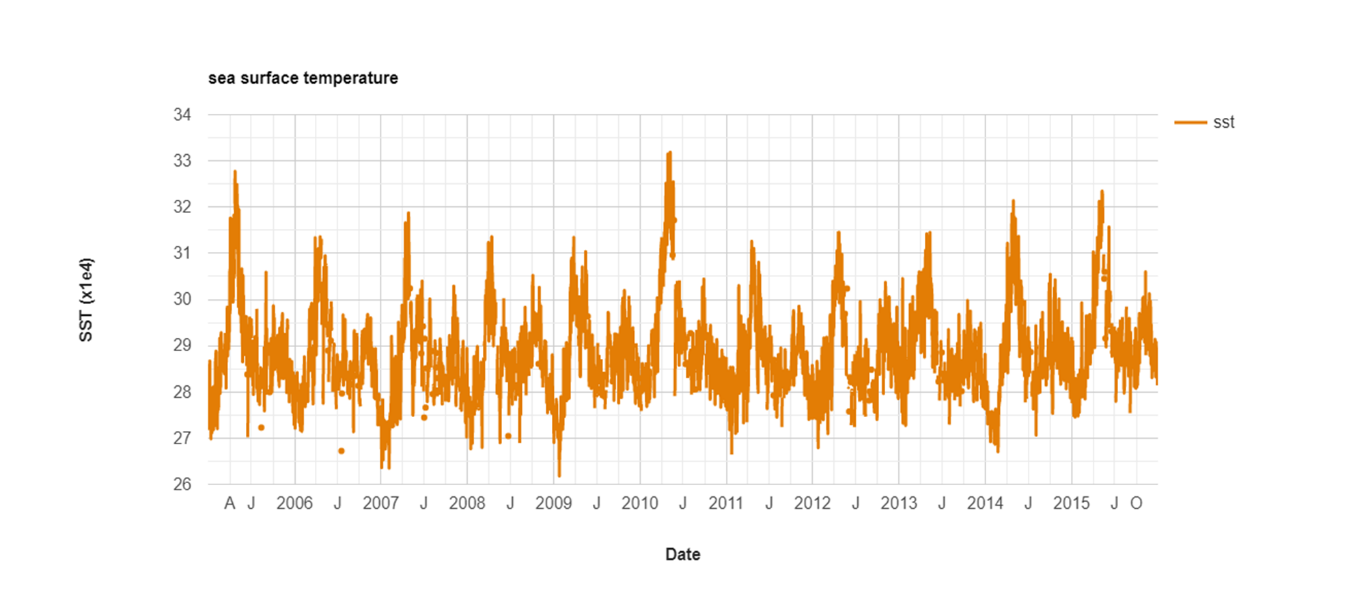 sea surface temperature
34
33
32
31
30
29
28
27
26
SST (x1e4)
sst
A J 2006 J 2007 J 2008 J 2009 J 2010 J 2011 J 2012 J 2013 J 2014 J 2015 J O
Date